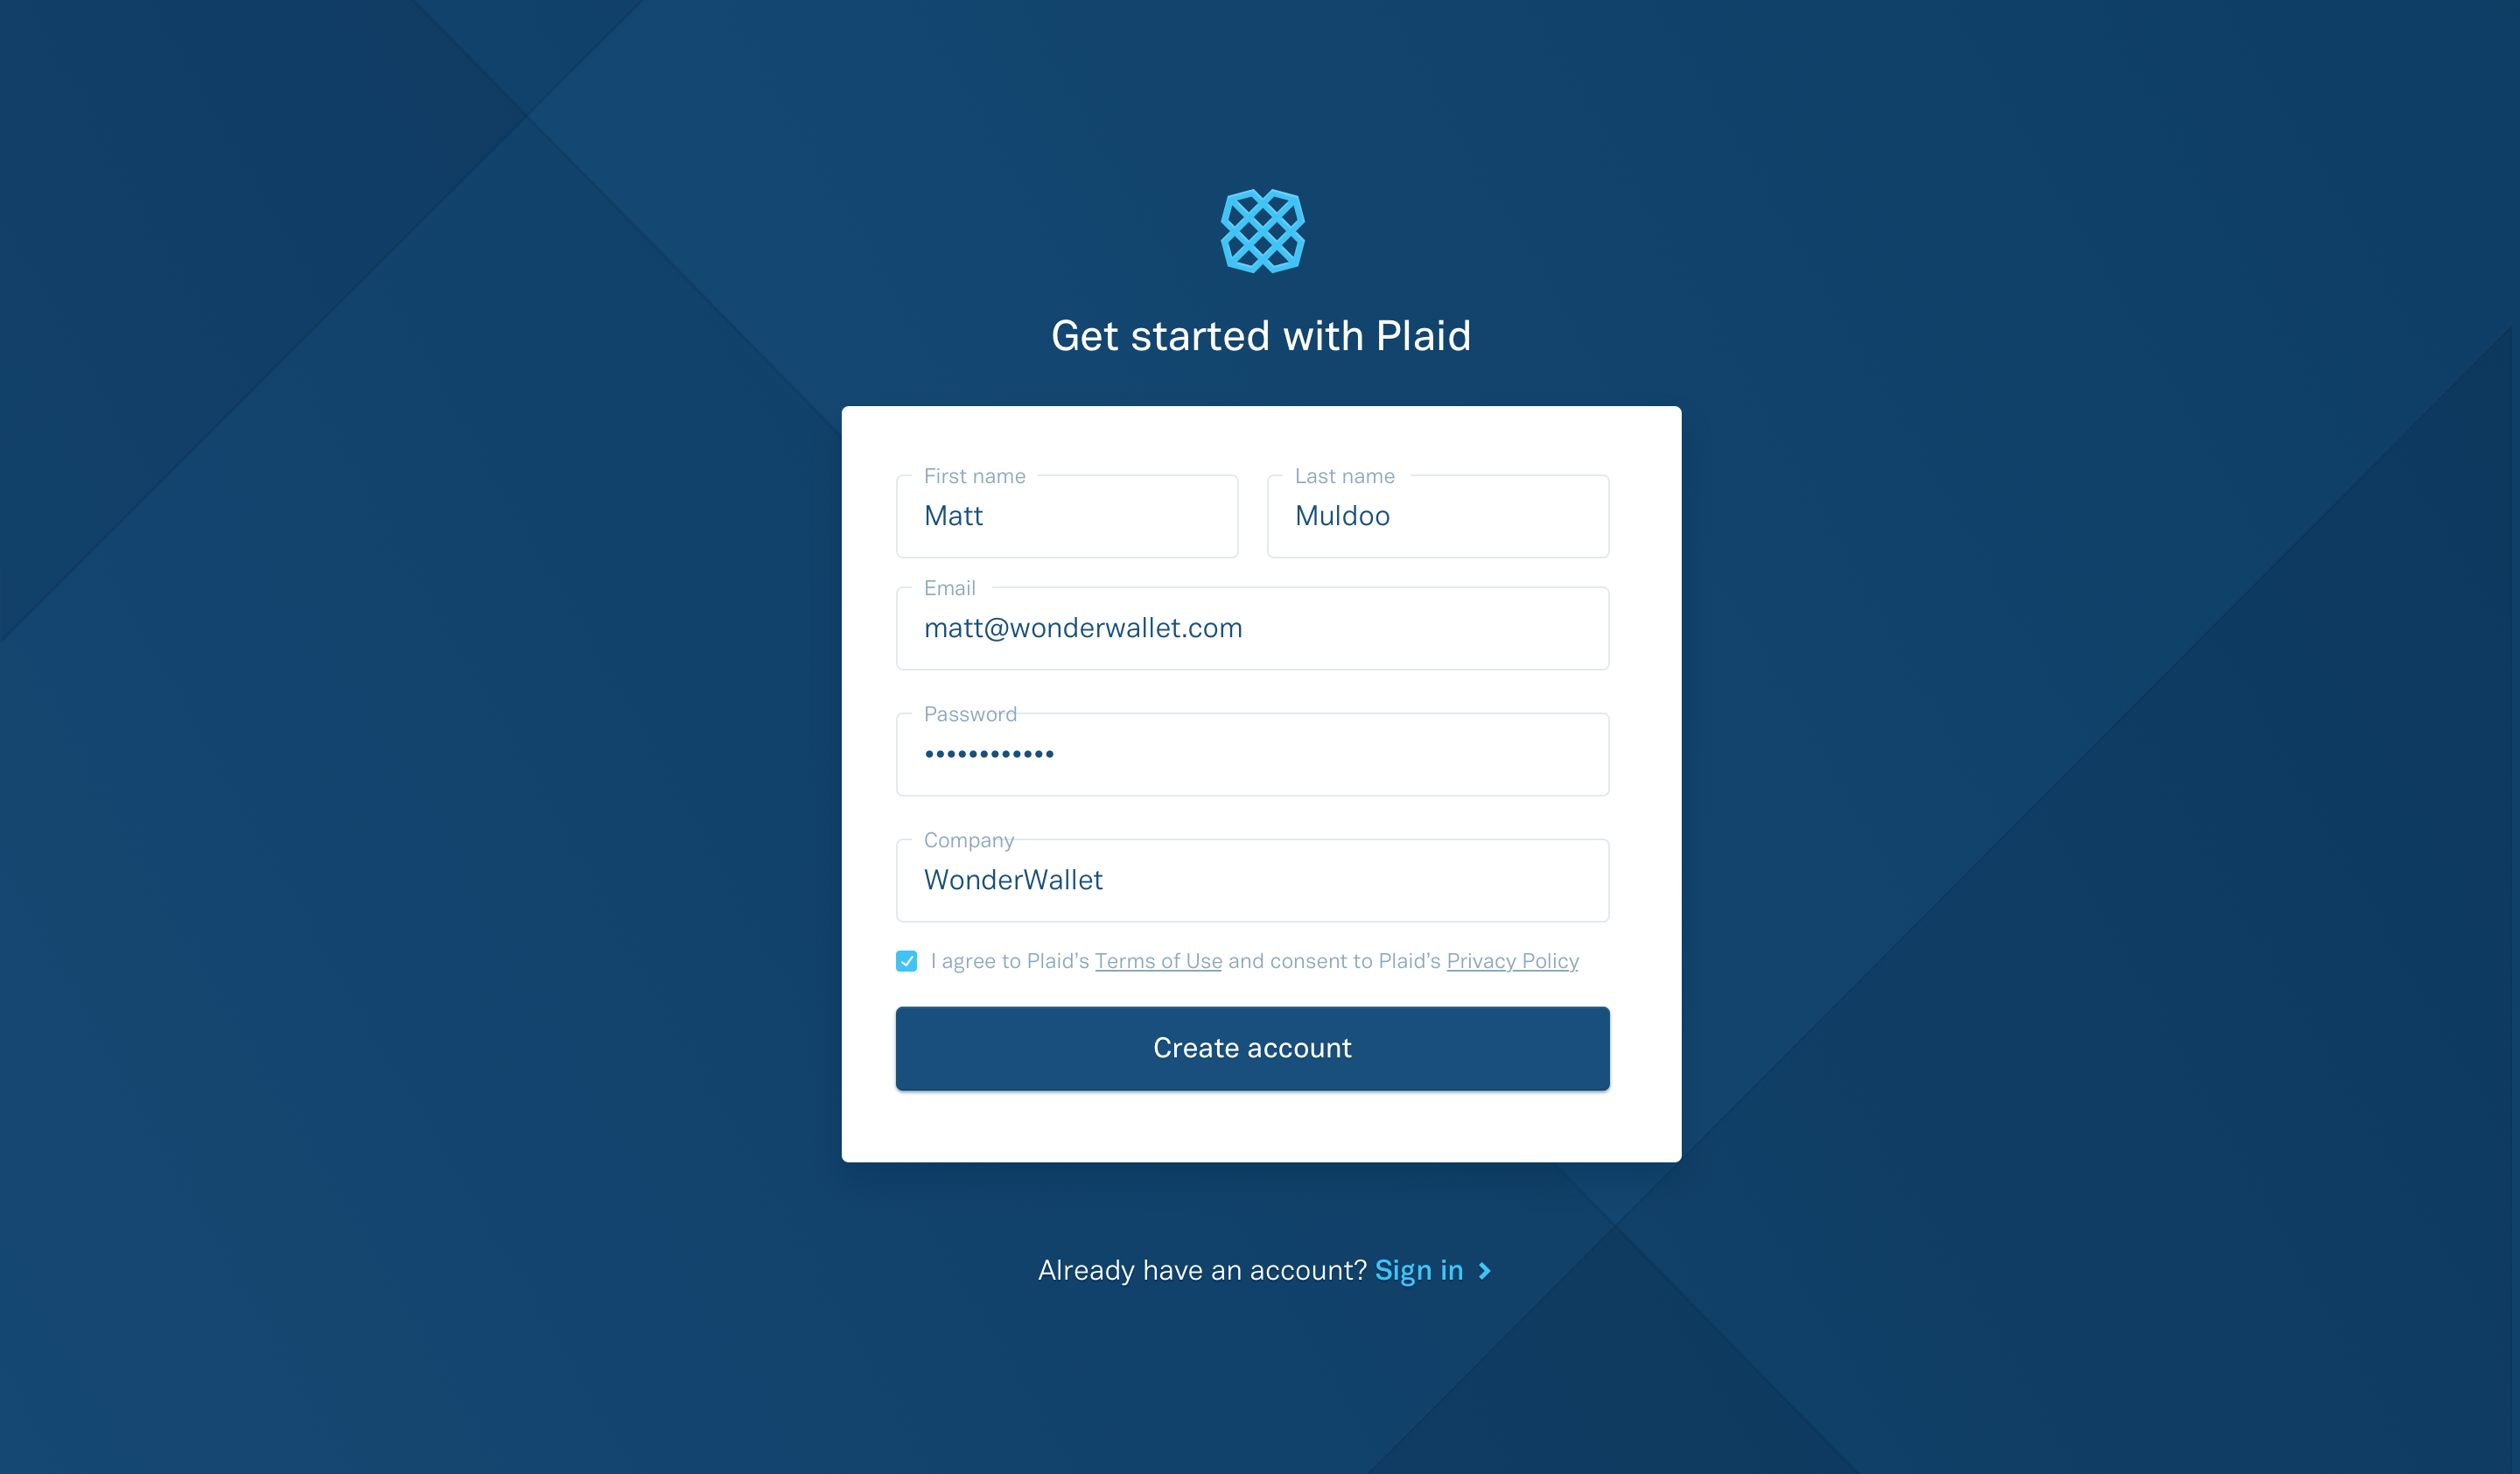 Get started with Plaid
First name
Last name
Matt
Muldoo
Email
matt@wonderwallet.com
Password
••••••••••••
Company
WonderWallet
I agree to Plaid's Terms of Use and consent to Plaid's Privacy Policy
Create account
Already have an account? Sign in